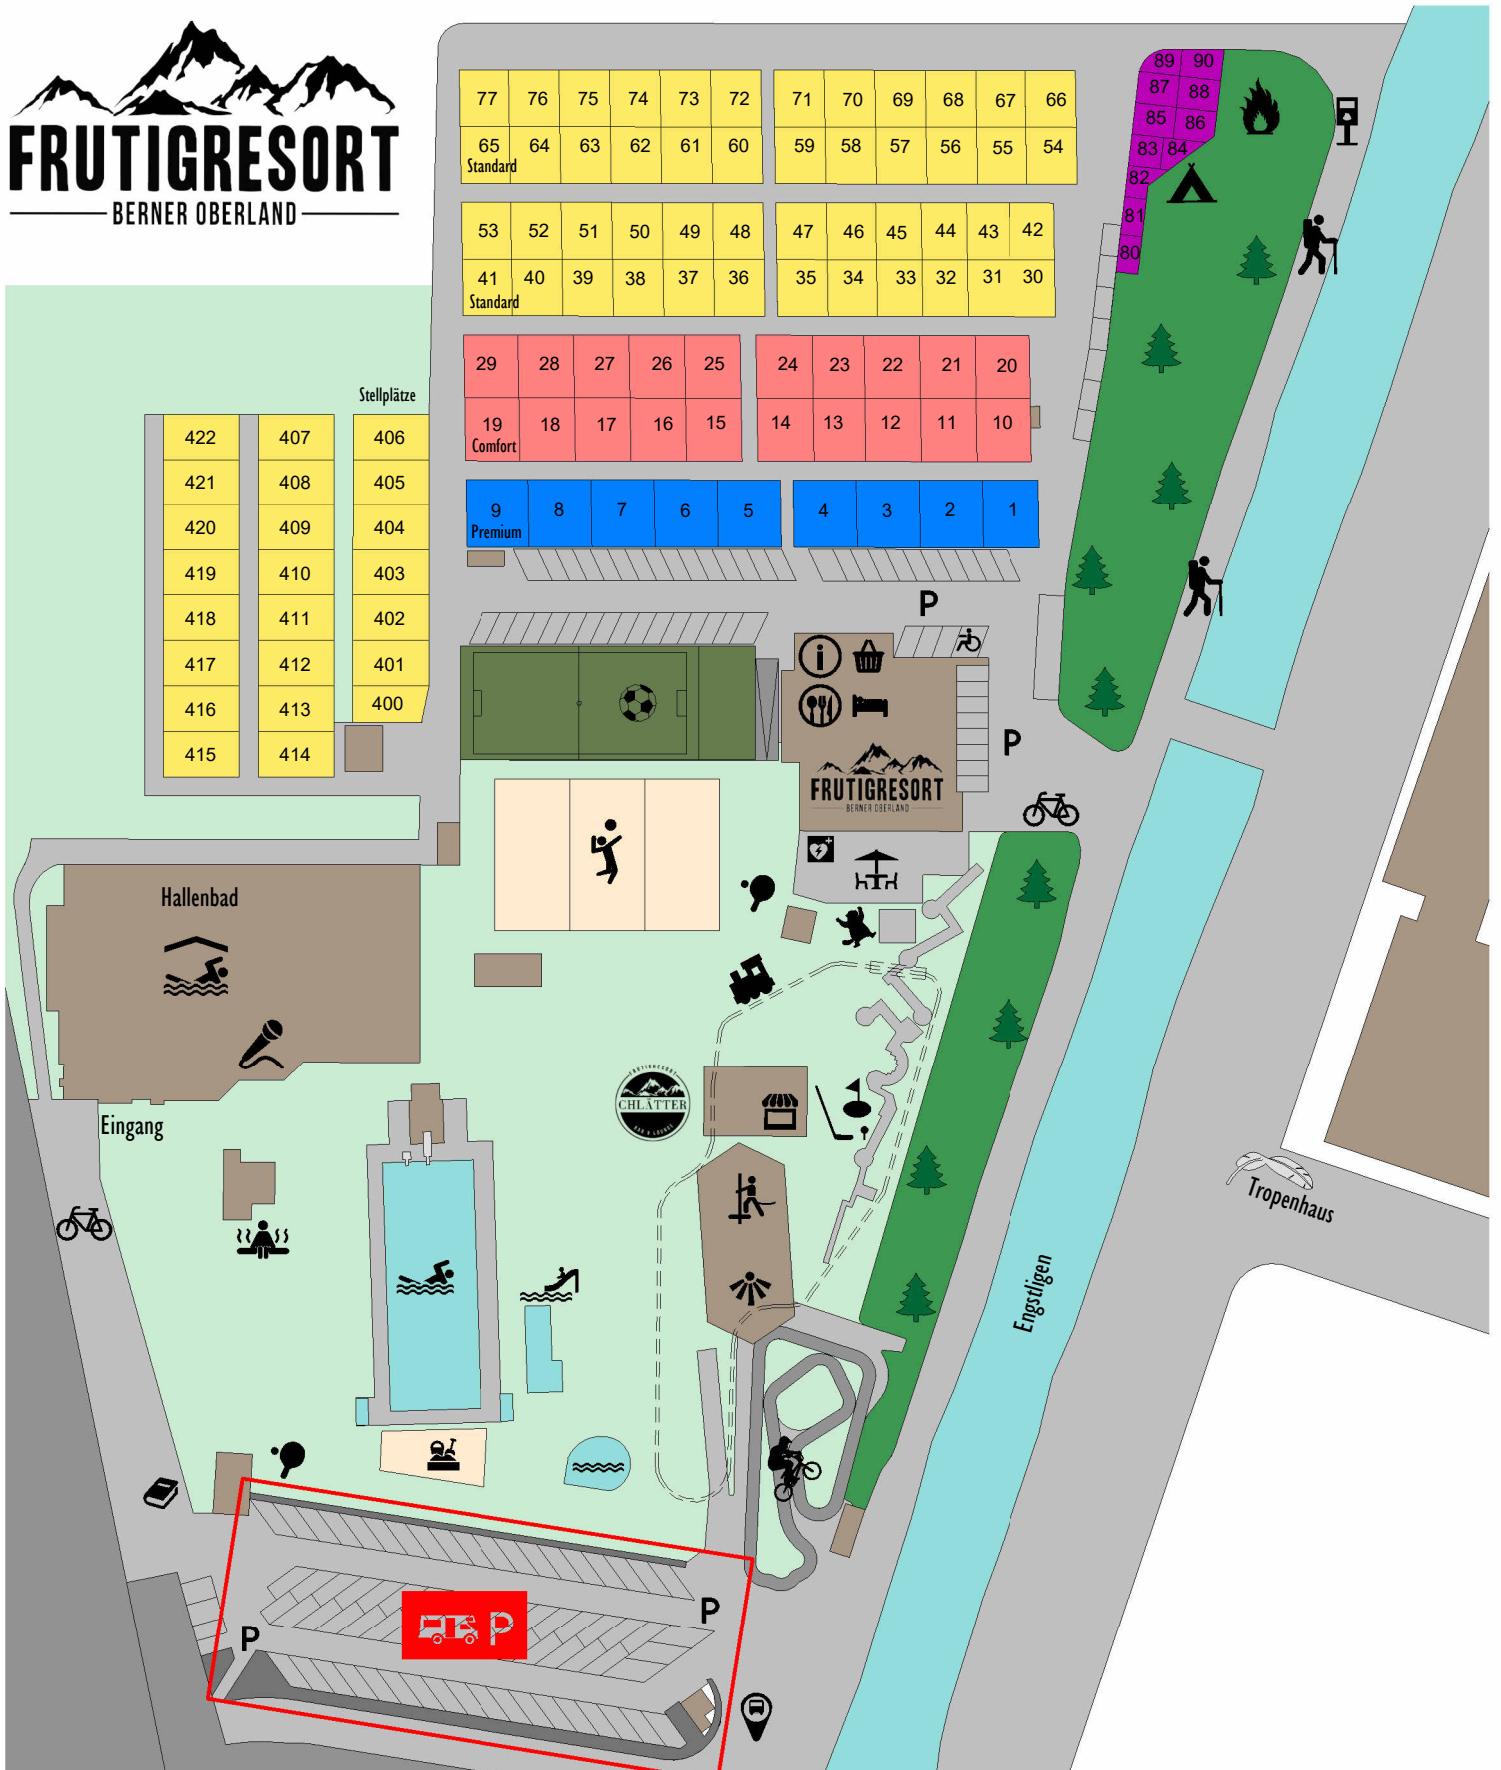 FRUTIGRESORT
BERNER OBERLAND
77 76 75 74 73 72 71 70 69 68 67 66
65 64 63 62 61 60 59 58 57 56 55 54
Standard
53 52 51 50 49 48 47 46 45 44 43 42
41 40 39 38 37 36 35 34 33 32 31 30
Standard
29 28 27 26 25 24 23 22 21 20
19 18 17 16 15 14 13 12 11 10
Comfort
9 8 7 6 5 4 3 2 1
Premium
89 90
87 88
85 86
83 84
82
81
80
Stellplätze
422 407 406
421 408 405
420 409 404
419 410 403
418 411 402
417 412 401
416 413 400
415 414
P
i
P
FRUTIGRESORT
BERNER OBERLAND
Hallenbad
Eingang
FRUTIGRESORT
CHLÄTTER
BAR & LOUNGE
Tropenhaus
Engstligen
P
P
P